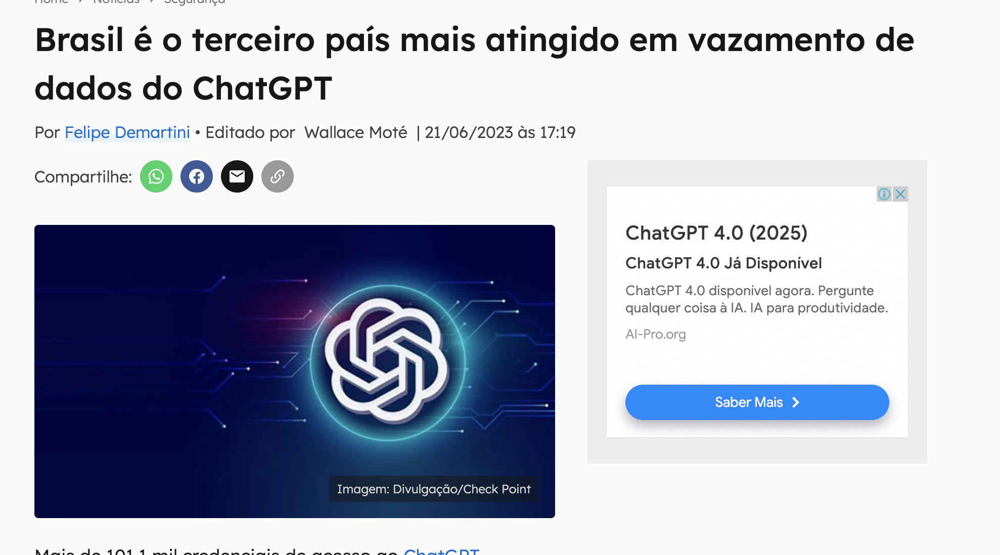 Home > Notícias > Segurança
Brasil é o terceiro país mais atingido em vazamento de
dados do ChatGPT
Por Felipe Demartini • Editado por Wallace Moté | 21/06/2023 às 17:19
Compartilhe:
Imagem: Divulgação/Check Point
Mais de 101,1 mil credenciais de acesso ao ChatGPT
ChatGPT 4.0 (2025)
ChatGPT 4.0 Já Disponível
ChatGPT 4.0 disponível agora. Pergunte
qualquer coisa à IA. IA para produtividade.
AI-Pro.org
Saber Mais